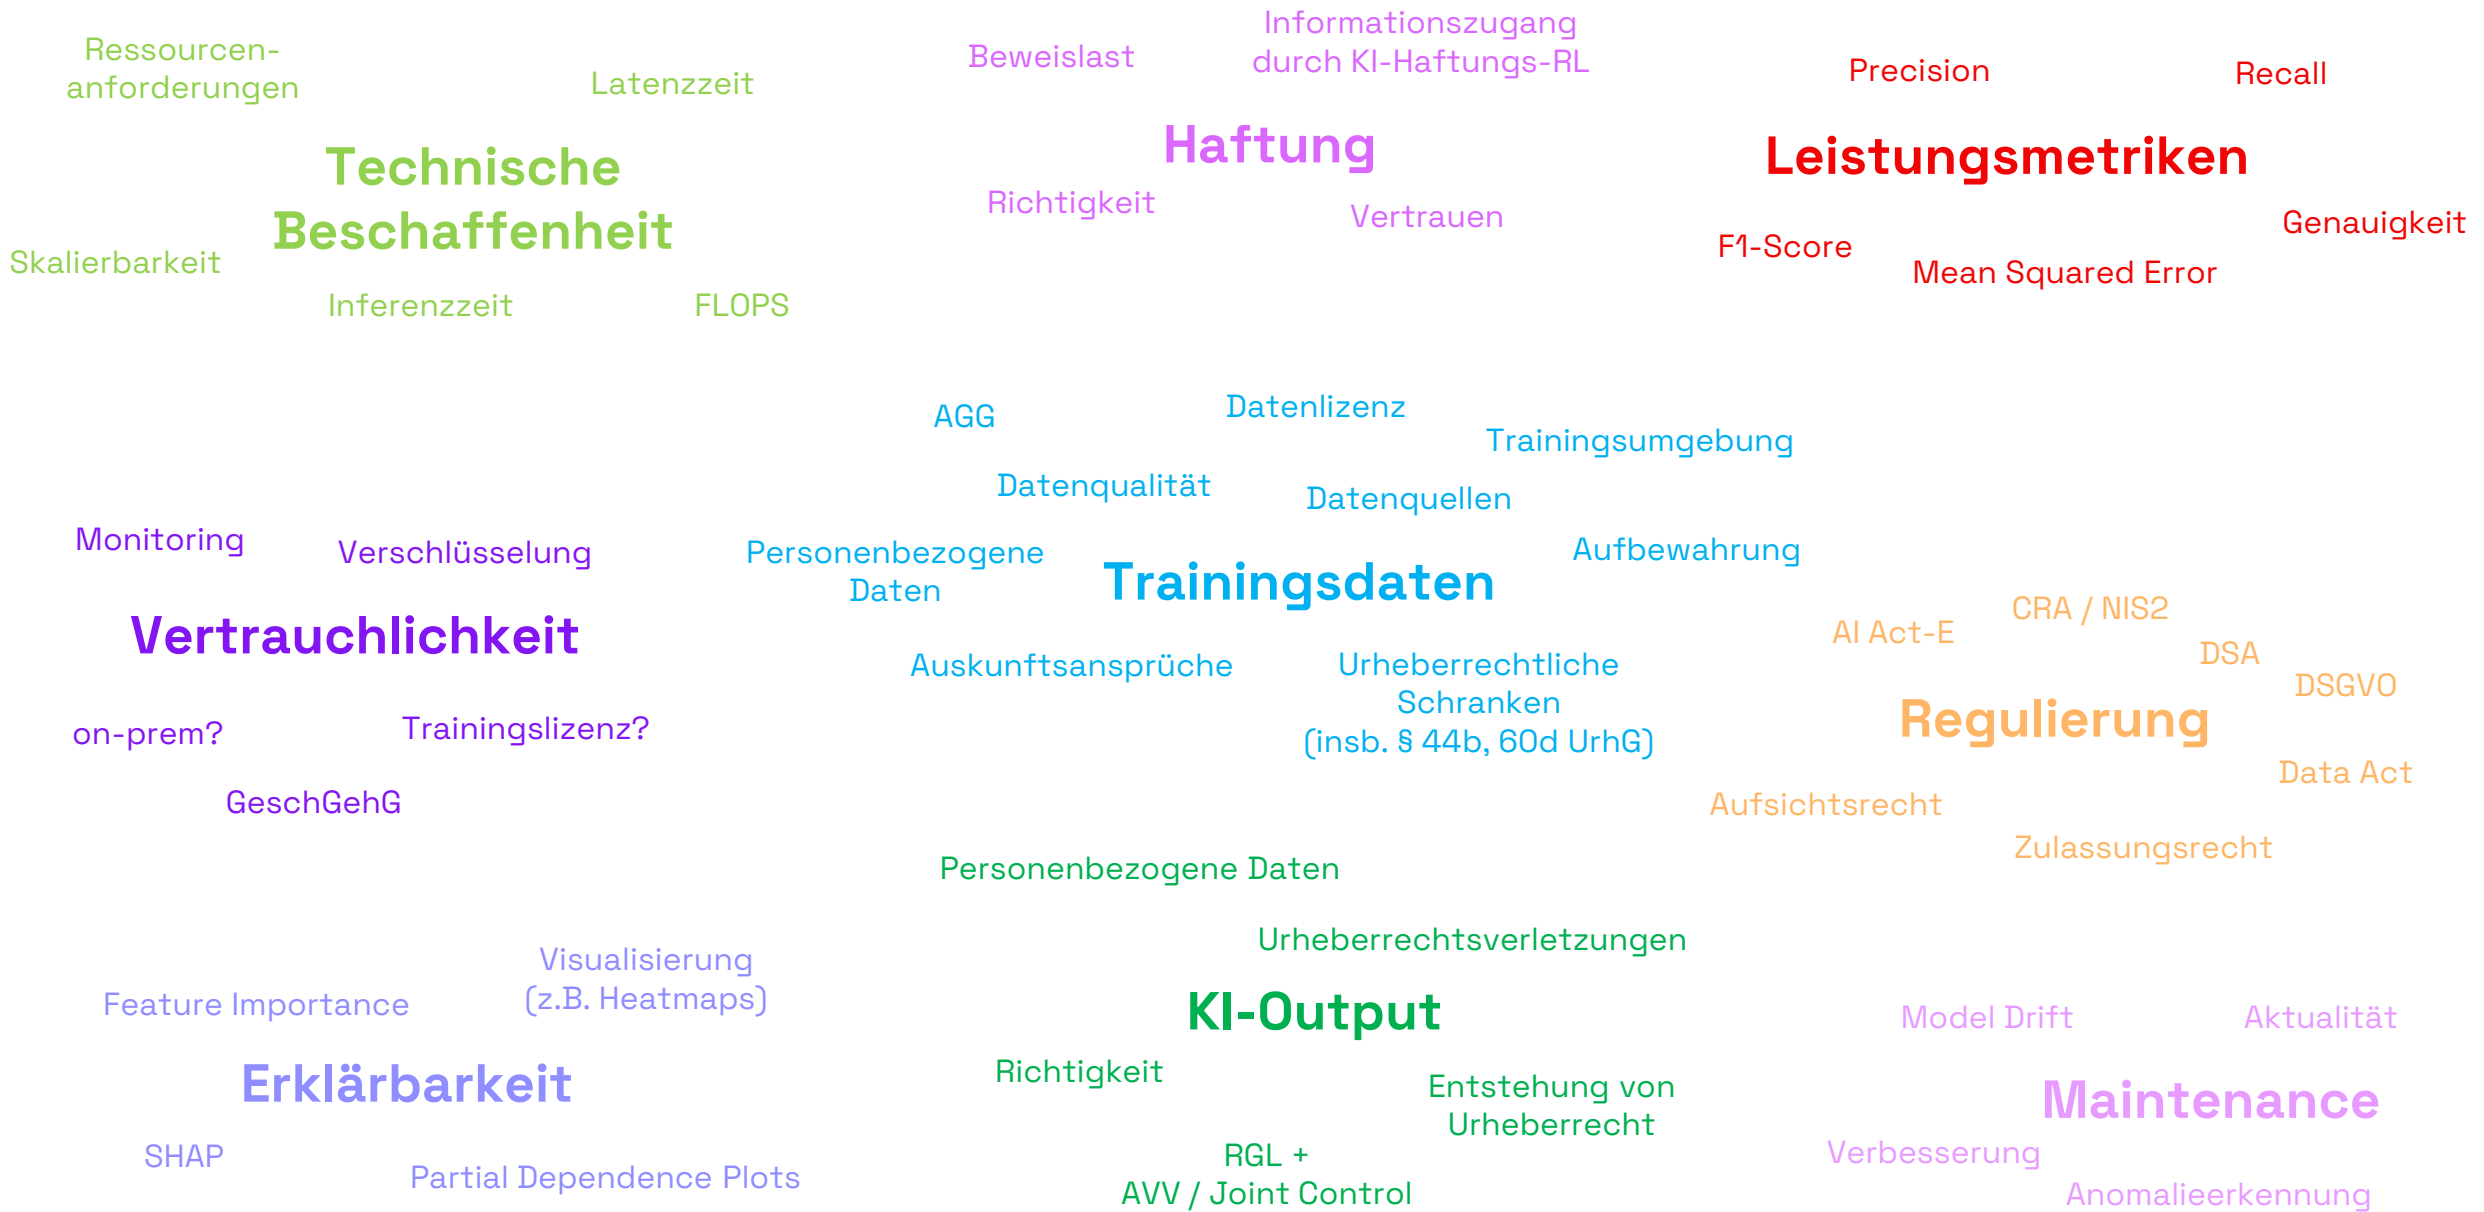 Ressourcen-
anforderungen
Latenzzeit
Technische
Beschaffenheit
Skalierbarkeit
Inferenzzeit
FLOPS
Beweislast
Informationszugang
durch KI-Haftungs-RL
Haftung
Richtigkeit
Vertrauen
Precision
Recall
Leistungsmetriken
Genauigkeit
F1-Score
Mean Squared Error
AGG
Datenlizenz
Trainingsumgebung
Datenqualität
Datenquellen
Personenbezogene
Daten
Aufbewahrung
Trainingsdaten
Auskunftsansprüche
Urheberrechtliche
Schranken
(insb. § 44b, 60d UrhG)
Monitoring
Verschlüsselung
Vertrauchlichkeit
on-prem?
Trainingslizenz?
GeschGehG
AI Act-E
CRA / NIS2
DSA
DSGVO
Regulierung
Data Act
Aufsichtsrecht
Zulassungsrecht
Personenbezogene Daten
Urheberrechtsverletzungen
KI-Output
Richtigkeit
Entstehung von
Urheberrecht
RGL +
AVV / Joint Control
Visualisierung
(z.B. Heatmaps)
Feature Importance
Erklärbarkeit
SHAP
Partial Dependence Plots
Model Drift
Aktualität
Maintenance
Verbesserung
Anomalieerkennung